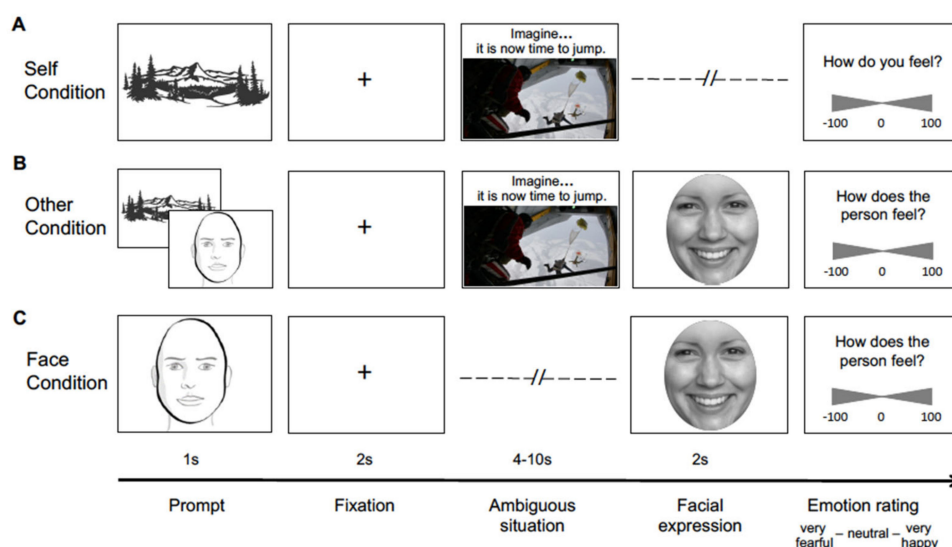 A
Self
Condition
+
Imagine...
it is now time to jump.
How do you feel?
-100 0 100
B
Other
Condition
+
Imagine...
it is now time to jump.
How does the
person feel?
-100 0 100
C
Face
Condition
+
How does the
person feel?
-100 0 100
1s 2s 4-10s 2s
Prompt Fixation Ambiguous situation Facial expression Emotion rating
very fearful – neutral – very happy